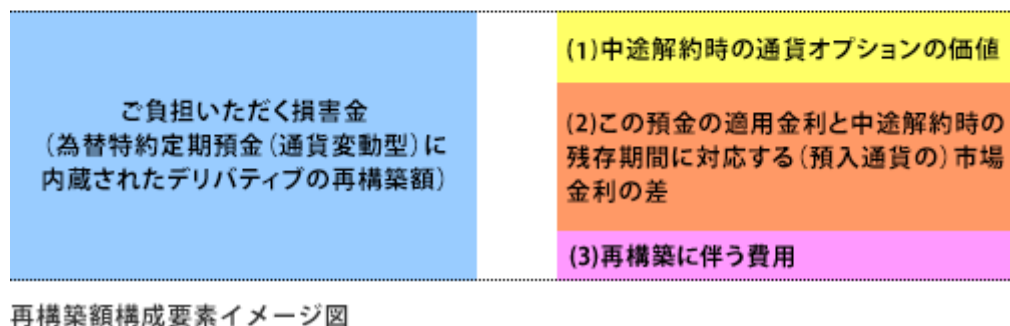 ご負担いただく損害金
(為替特約定期預金(通貨変動型)に
内蔵されたデリバティブの再構築額)
(1)中途解約時の通貨オプションの価値
(2)この預金の適用金利と中途解約時の
残存期間に対応する(預入通貨の)市場
金利の差
(3)再構築に伴う費用
再構築額構成要素イメージ図